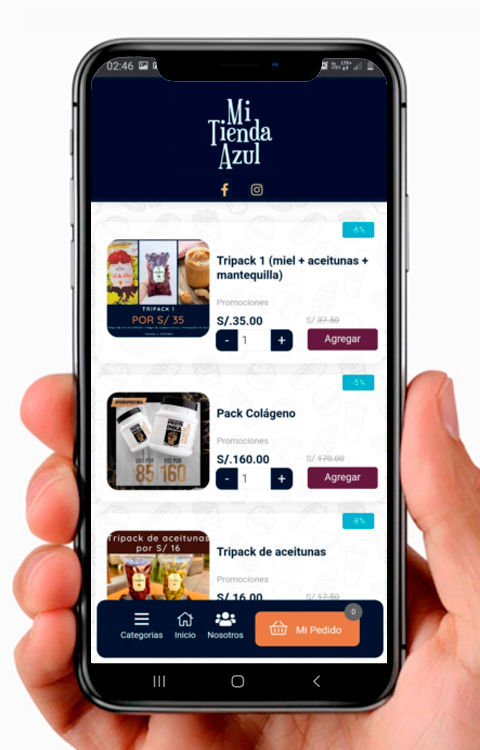 02:46
LTE+
Mi
Tienda
Azul
-6%
Tripack 1 (miel + aceitunas +
mantequilla)
Promociones
S/.35.00
S/.37.50
- 1 +
Agregar
TRIPACK 1
POR S/ 35
-5%
Pack Colágeno
Promociones
S/.160.00
S/.170.00
- 1 +
Agregar
85 160
-8%
Tripack de aceitunas
por S/ 16
Tripack de aceitunas
Promociones
S/.16.00
S/.17.50
Categorias
Inicio
Nosotros
Mi Pedido
0